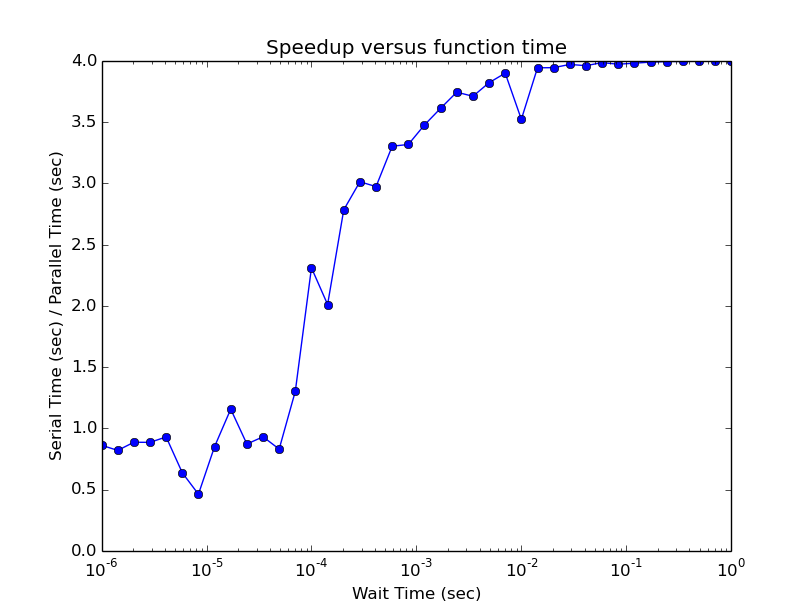 Speedup versus function time
Serial Time (sec) / Parallel Time (sec)
4.0
3.5
3.0
2.5
2.0
1.5
1.0
0.5
0.0
10⁻⁶ 10⁻⁵ 10⁻⁴ 10⁻³ 10⁻² 10⁻¹ 10⁰
Wait Time (sec)